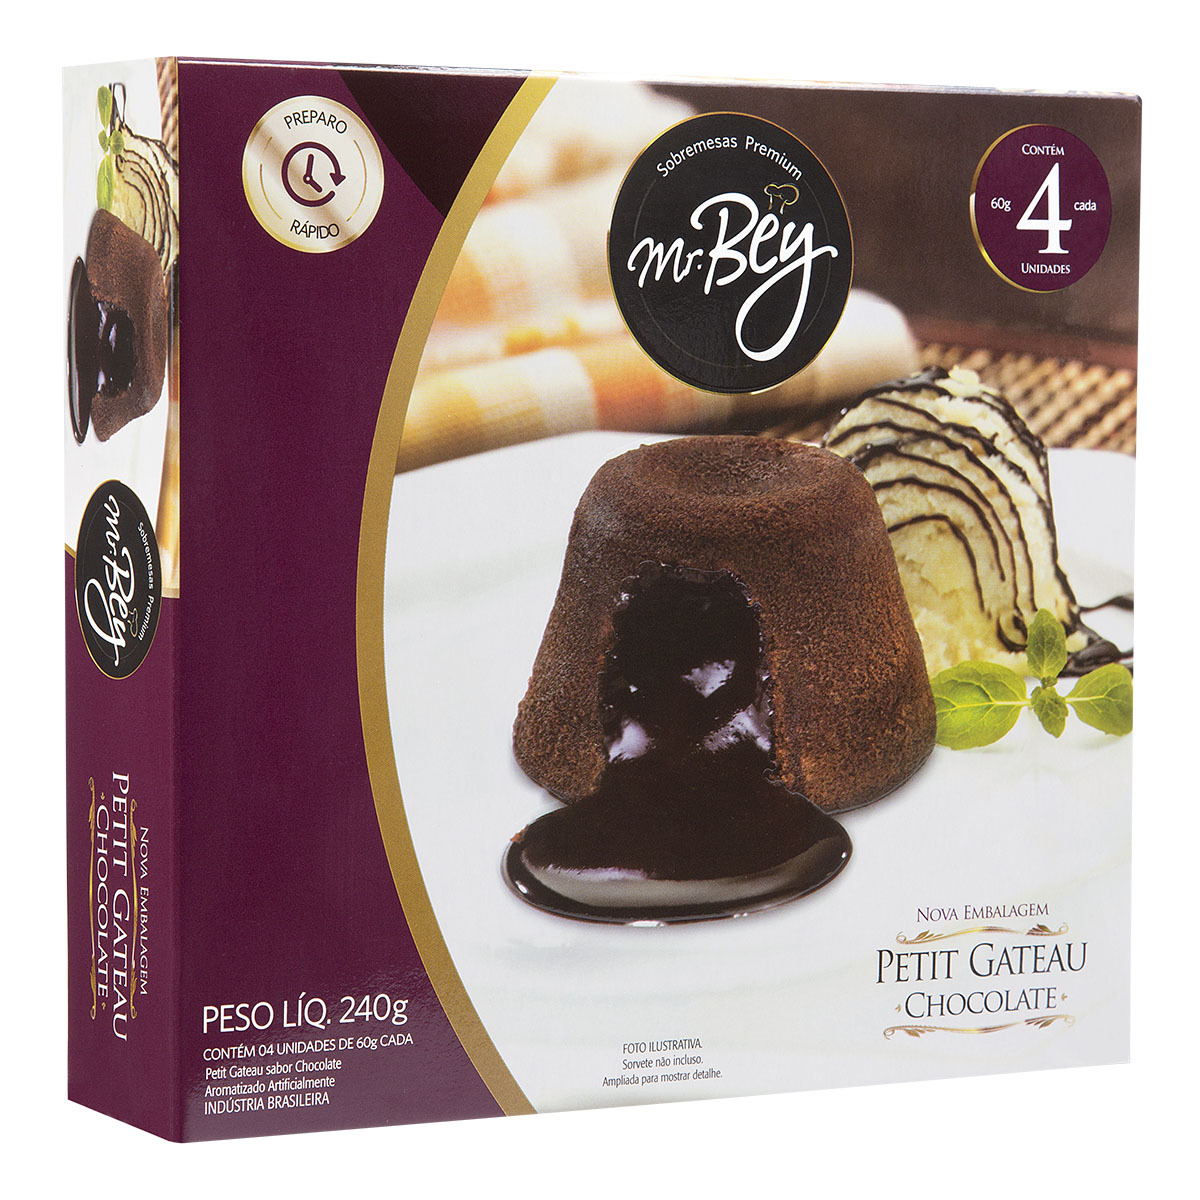 PREPARO
RÁPIDO
Sobremesas Premium
Mr. Bey
CONTÉM
60g 4 cada
UNIDADES
Sobremesas Premium
Mr. Bey
NOVA EMBALAGEM
PETIT GATEAU
CHOCOLATE
NOVA EMBALAGEM
PETIT GATEAU
CHOCOLATE
PESO LÍQ. 240g
CONTÉM 04 UNIDADES DE 60g CADA
Petit Gateau sabor Chocolate
Aromatizado Artificialmente
INDÚSTRIA BRASILEIRA
FOTO ILUSTRATIVA.
Sorvete não incluso.
Ampliada para mostrar detalhe.